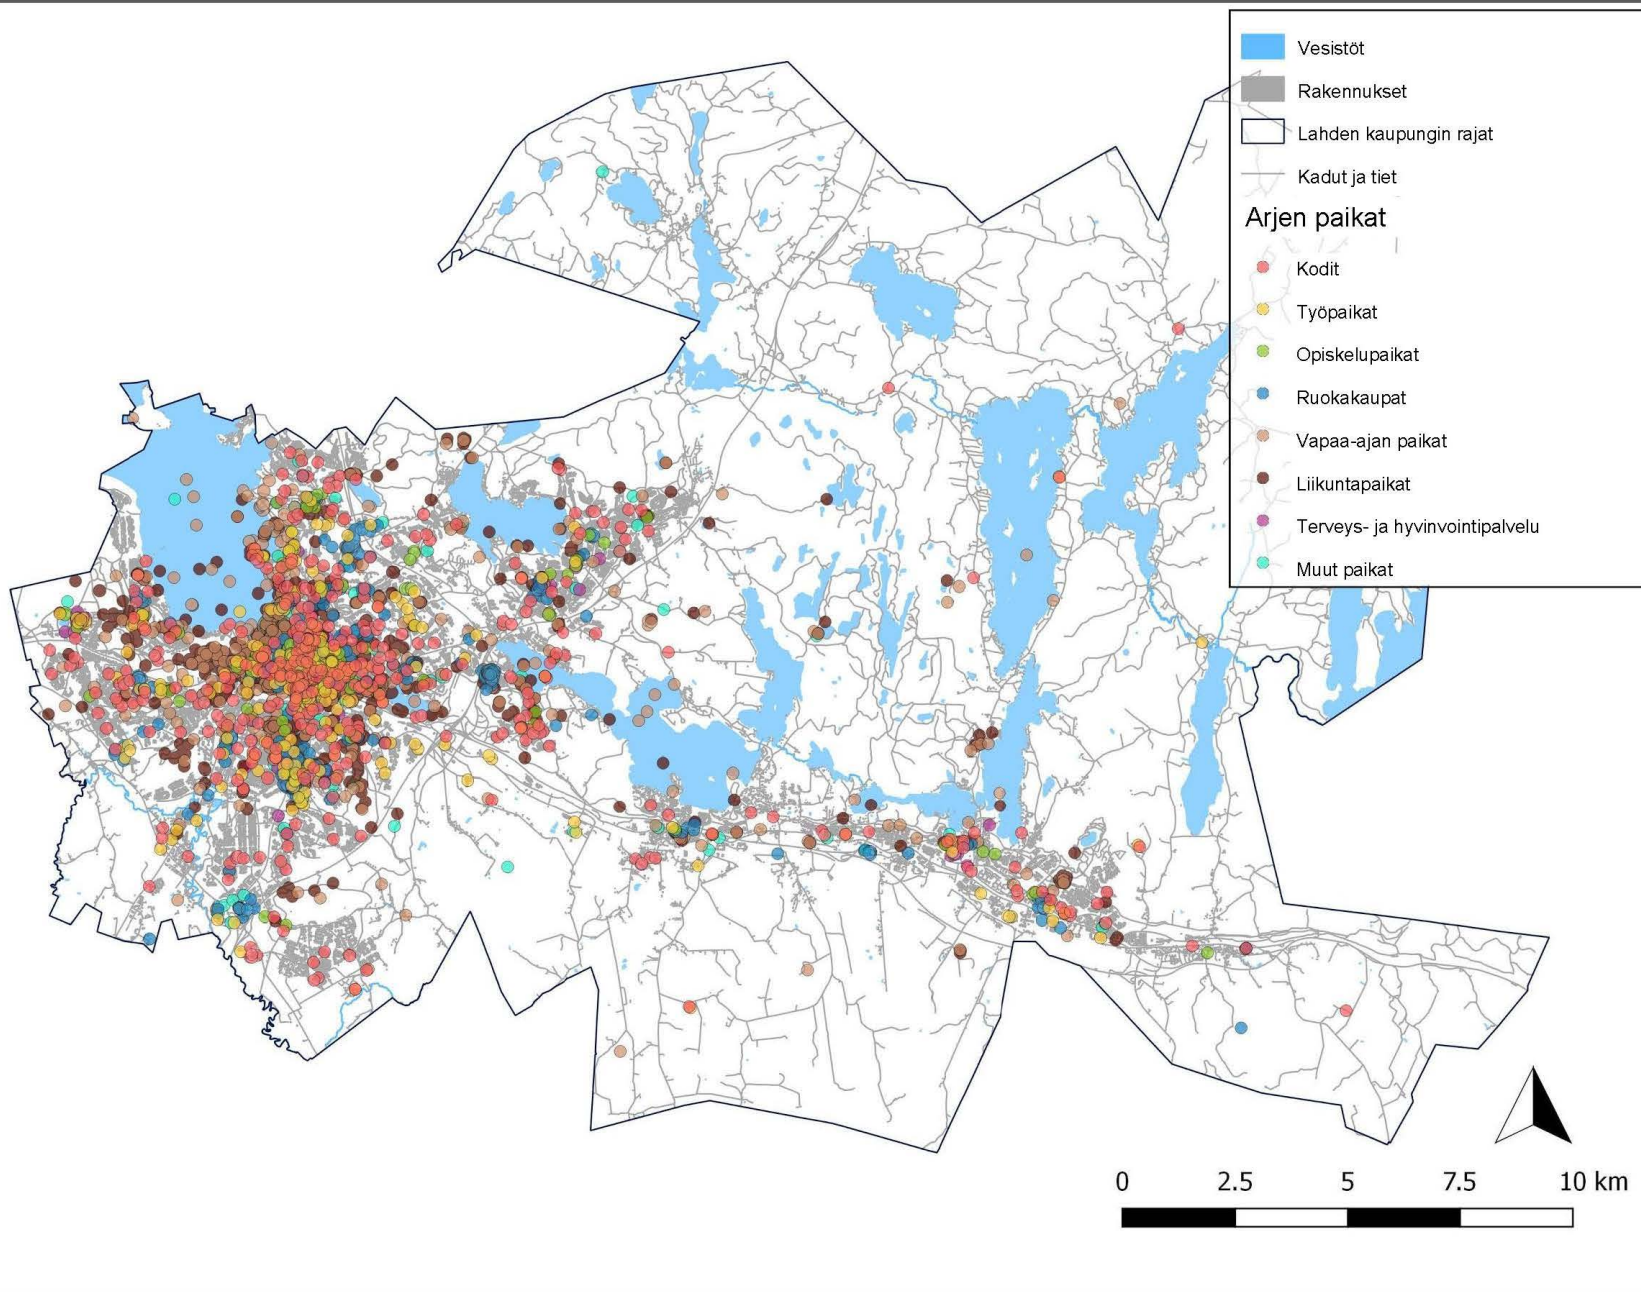 Vesistöt
Rakennukset
Lahden kaupungin rajat
Kadut ja tiet
Arjen paikat
Kodit
Työpaikat
Opiskelupaikat
Ruokakaupat
Vapaa-ajan paikat
Liikuntapaikat
Terveys- ja hyvinvointipalvelu
Muut paikat
0 2.5 5 7.5 10 km